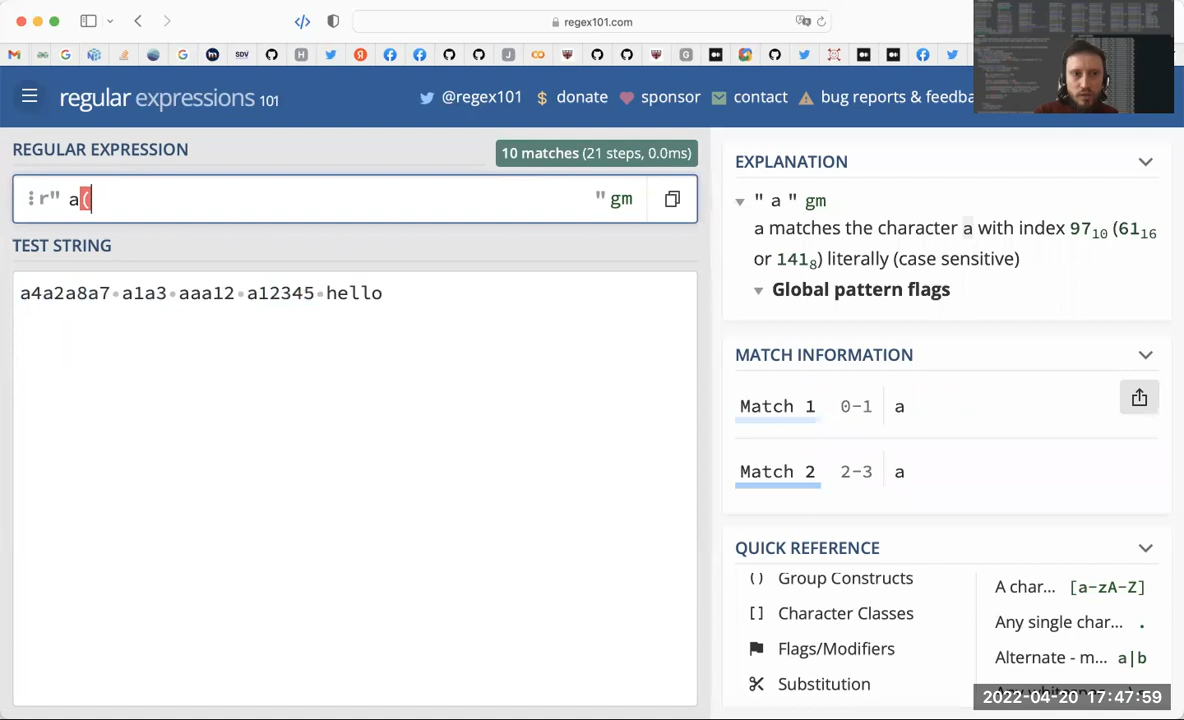 regex101.com
SDV
regular expressions 101
@regex101
$ donate
sponsor
contact
bug reports & feedba
REGULAR EXPRESSION
10 matches (21 steps, 0.0ms)
r" a(
" gm
TEST STRING
a4a2a8a7·a1a3·aaa12·a12345·hello
EXPLANATION
" a " gm
a matches the character a with index 97₁₀ (61₁₆
or 141₈) literally (case sensitive)
Global pattern flags
MATCH INFORMATION
Match 1 0-1 a
Match 2 2-3 a
QUICK REFERENCE
() Group Constructs
[] Character Classes
Flags/Modifiers
Substitution
A char... [a-zA-Z]
Any single char... .
Alternate - m... a|b
2022-04-20 17:47:59